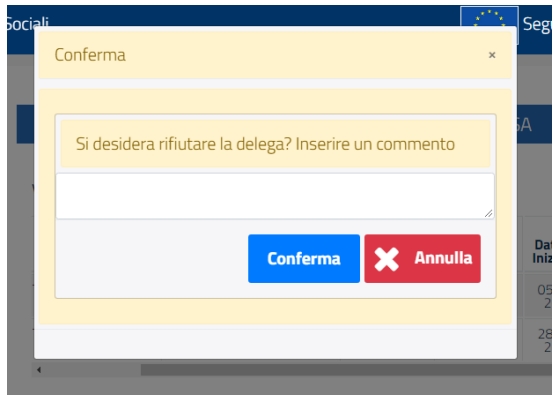 Sociali
Segu
Conferma ×
SA
Si desidera rifiutare la delega? Inserire un commento
Conferma
Annulla
Dat
Iniz
05
2
28
2